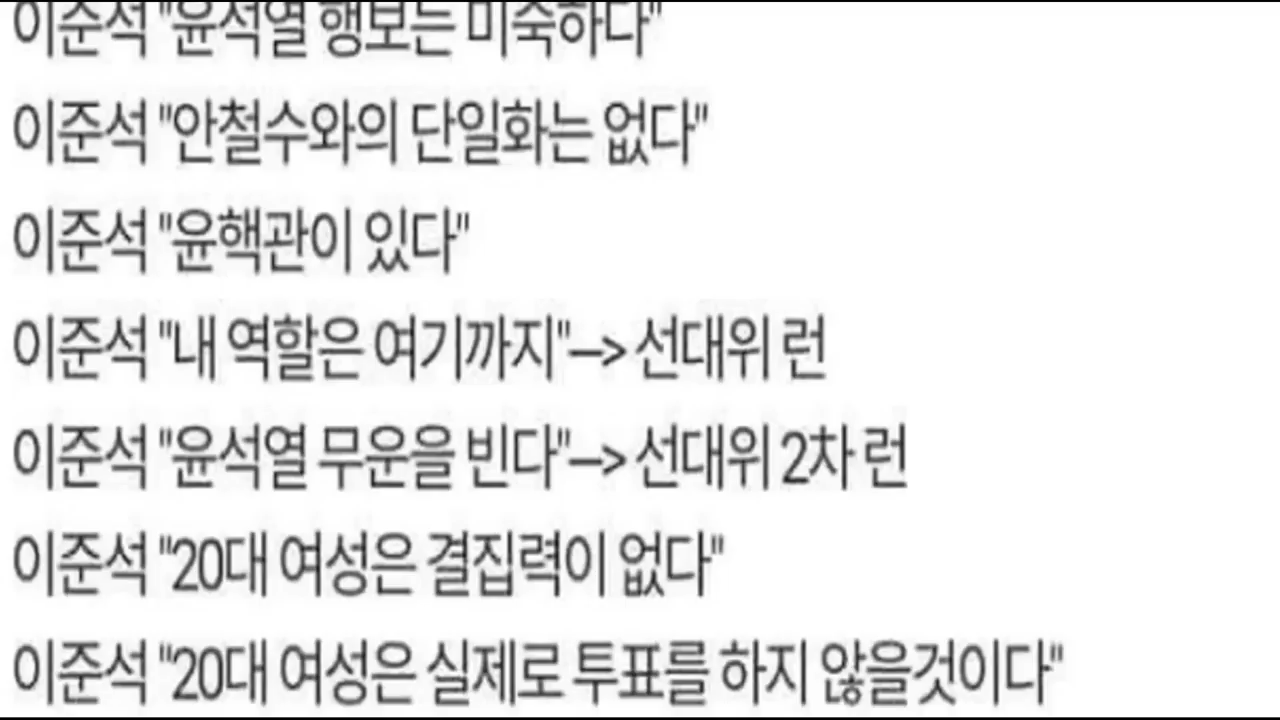 이준석 "윤석열 행보는 미숙하다"
이준석 "안철수와의 단일화는 없다"
이준석 "윤핵관이 있다"
이준석 "내 역할은 여기까지"—> 선대위 런
이준석 "윤석열 무운을 빈다"—> 선대위 2차 런
이준석 "20대 여성은 결집력이 없다"
이준석 "20대 여성은 실제로 투표를 하지 않을것이다"